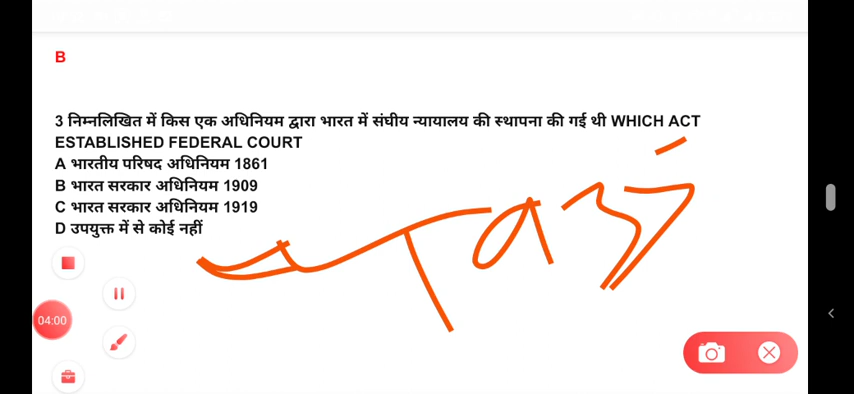 B
3 निम्नलिखित में किस एक अधिनियम द्वारा भारत में संघीय न्यायालय की स्थापना की गई थी WHICH ACT
ESTABLISHED FEDERAL COURT
A भारतीय परिषद अधिनियम 1861
B भारत सरकार अधिनियम 1909
C भारत सरकार अधिनियम 1919
D उपयुक्त में से कोई नहीं
04:00